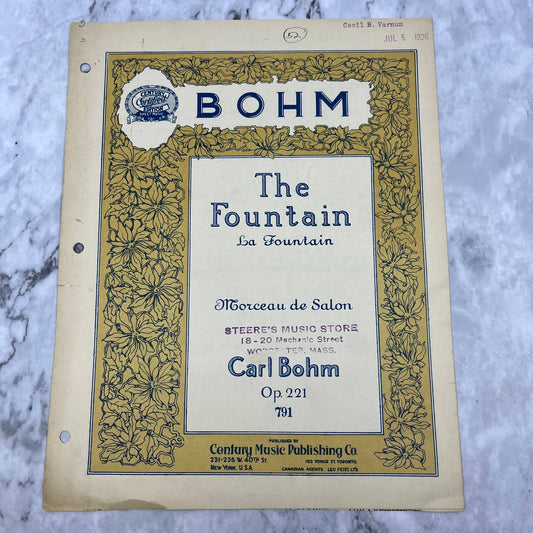 Cecil B. Varnum
JUL 5 1926
52
CENTURY
Certified
EDITION
SHEET MUSIC
BOHM
The
Fountain
La Fountain
Morceau de Salon
STEERE'S MUSIC STORE
18-20 Mechanic Street
WORCESTER, MASS.
Carl Bohm
Op. 221
791
PUBLISHED BY
Century Music Publishing Co.
231-235 W. 40TH ST.
NEW YORK, U.S.A.
193 YONGE ST. TORONTO
CANADIAN AGENTS. LEO FEIST, LTD.